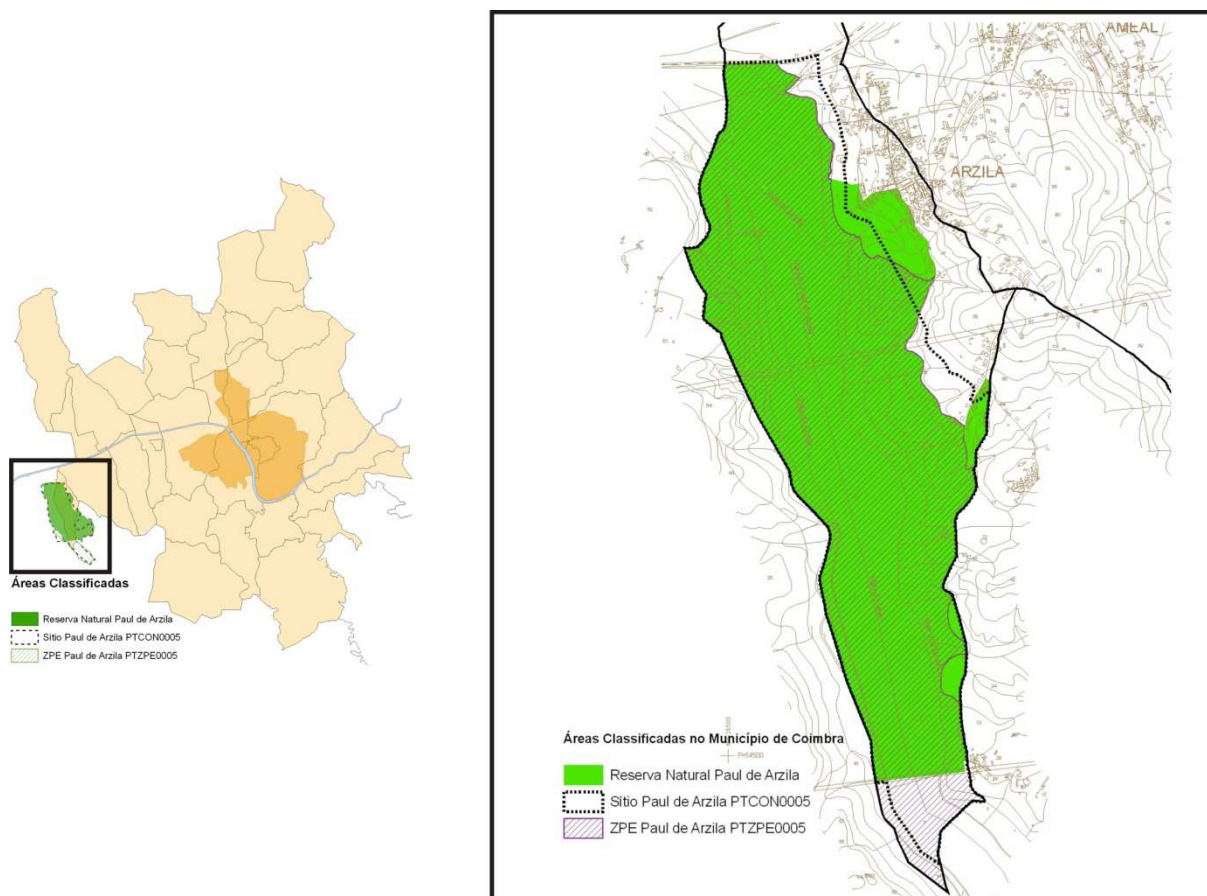 Áreas Classificadas
Reserva Natural Paul de Arzila
Sítio Paul de Arzila PTCON0005
ZPE Paul de Arzila PTZPE0005
AMEAL
ARZILA
P=54500
Áreas Classificadas no Município de Coimbra
Reserva Natural Paul de Arzila
Sítio Paul de Arzila PTCON0005
ZPE Paul de Arzila PTZPE0005